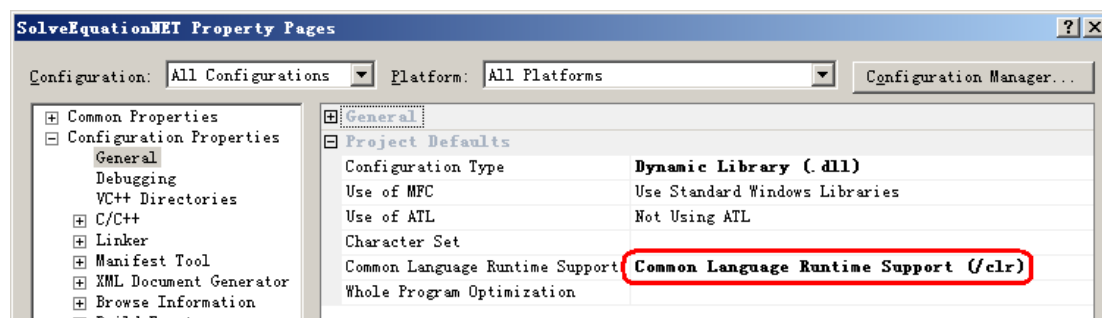 SolveEquationNET Property Pages
Configuration: All Configurations Platform: All Platforms Configuration Manager...
Common Properties
Configuration Properties
General
Debugging
VC++ Directories
C/C++
Linker
Manifest Tool
XML Document Generator
Browse Information
General
Project Defaults
Configuration Type Dynamic Library (.dll)
Use of MFC Use Standard Windows Libraries
Use of ATL Not Using ATL
Character Set
Common Language Runtime Support Common Language Runtime Support (/clr)
Whole Program Optimization